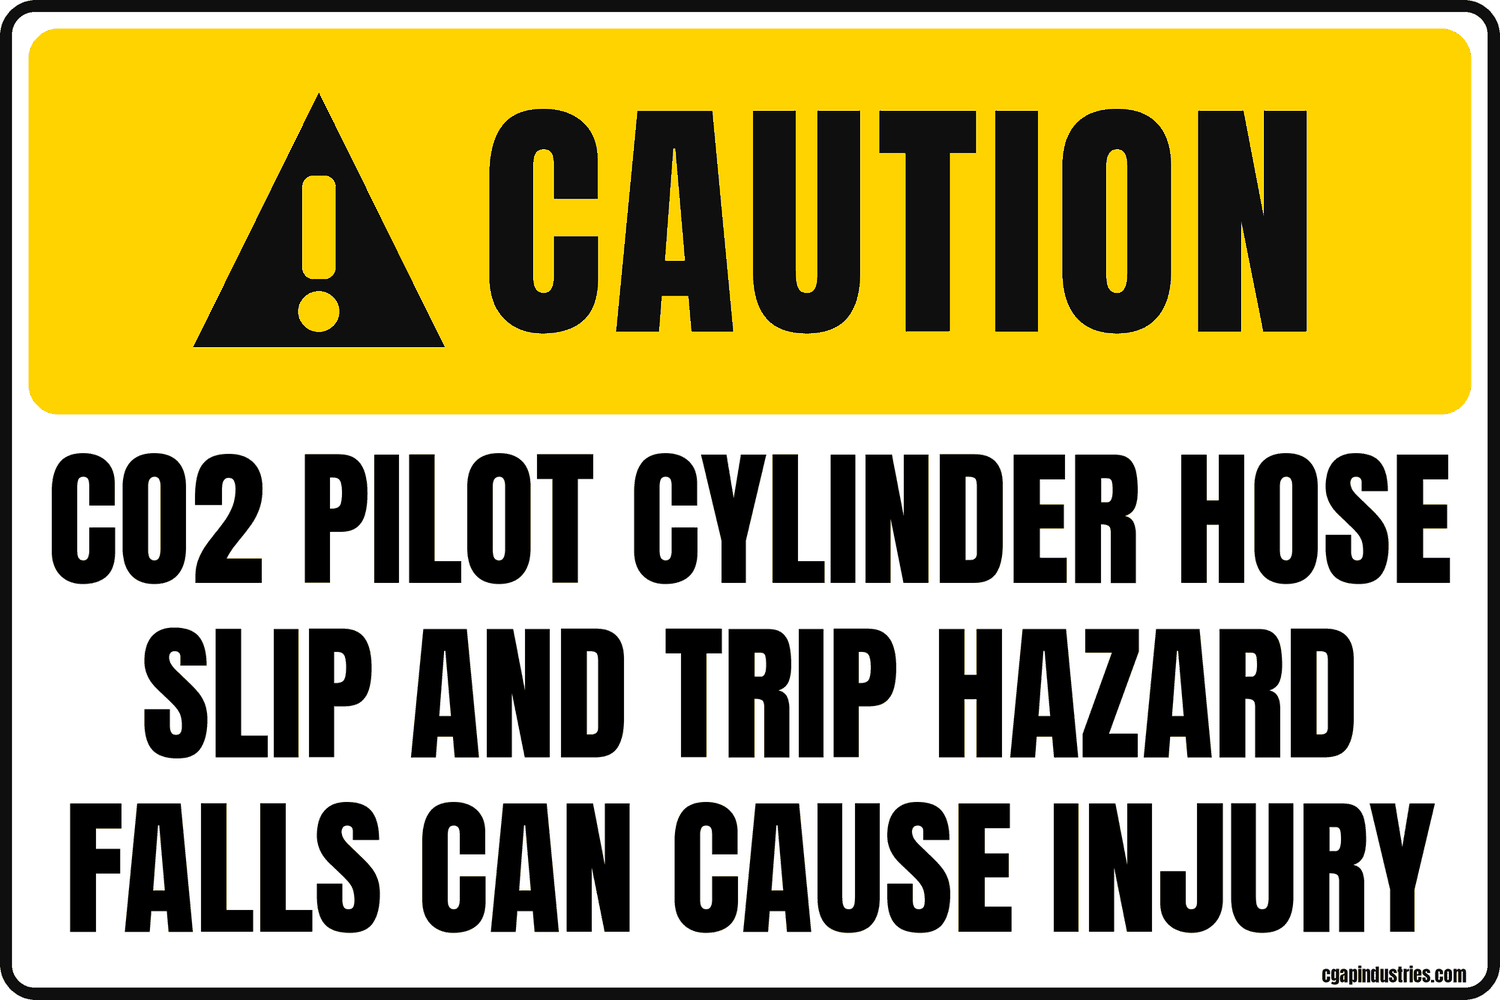 CAUTION
CO2 PILOT CYLINDER HOSE
SLIP AND TRIP HAZARD
FALLS CAN CAUSE INJURY
cgapindustries.com